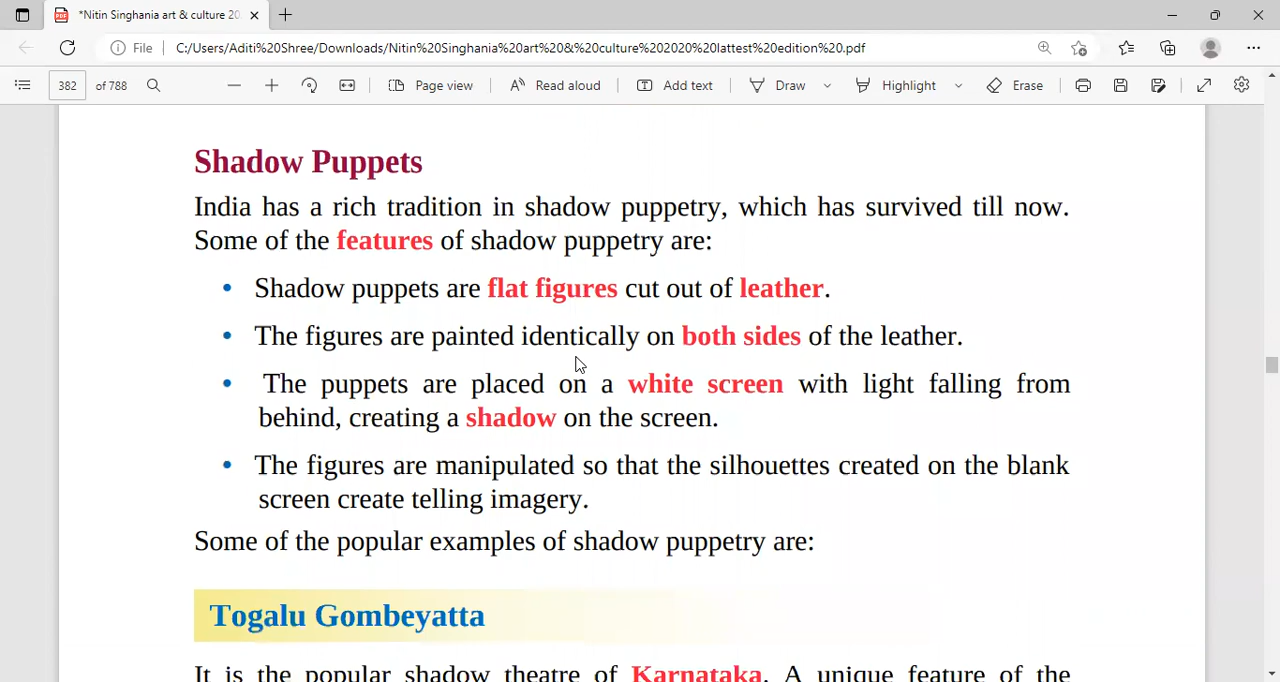 *Nitin Singhania art & culture 20
File
C:/Users/Aditi%20Shree/Downloads/Nitin%20Singhania%20art%20&%20culture%202020%20lattest%20edition%20.pdf
382 of 788
Page view
Read aloud
Add text
Draw
Highlight
Erase
Shadow Puppets
India has a rich tradition in shadow puppetry, which has survived till now.
Some of the features of shadow puppetry are:
• Shadow puppets are flat figures cut out of leather.
• The figures are painted identically on both sides of the leather.
• The puppets are placed on a white screen with light falling from
behind, creating a shadow on the screen.
• The figures are manipulated so that the silhouettes created on the blank
screen create telling imagery.
Some of the popular examples of shadow puppetry are:
Togalu Gombeyatta
It is the popular shadow theatre of Karnataka. A unique feature of the